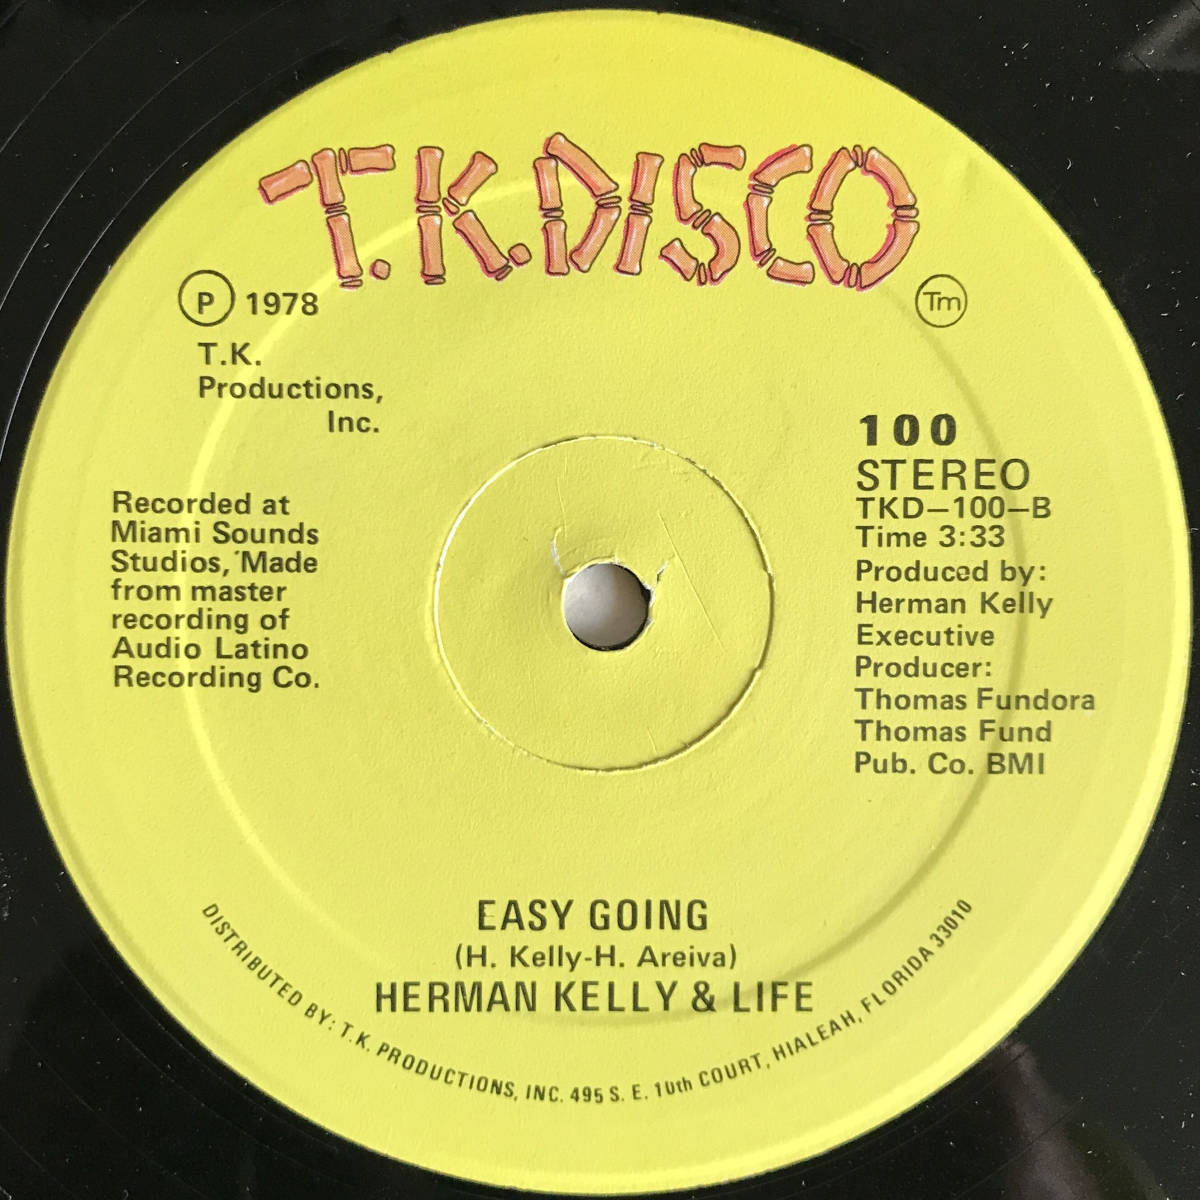 T.K.DISCO
Tm
P 1978
T.K.
Productions,
Inc.
Recorded at
Miami Sounds
Studios, Made
from master
recording of
Audio Latino
Recording Co.
100
STEREO
TKD-100-B
Time 3:33
Produced by:
Herman Kelly
Executive
Producer:
Thomas Fundora
Thomas Fund
Pub. Co. BMI
EASY GOING
(H. Kelly-H. Areiva)
HERMAN KELLY & LIFE
DISTRIBUTED BY: T.K. PRODUCTIONS, INC. 495 S. E. 10th COURT, HIALEAH, FLORIDA 33010